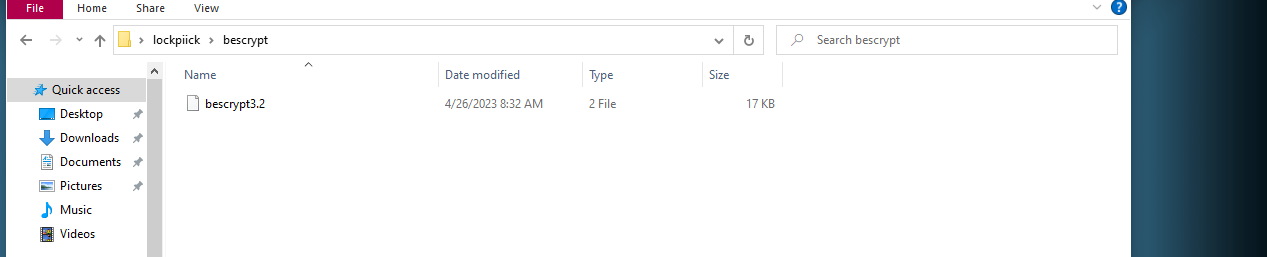 File Home Share View
lockpiick bescrypt Search bescrypt
Name Date modified Type Size
Quick access
bescrypt3.2 4/26/2023 8:32 AM 2 File 17 KB
Desktop
Downloads
Documents
Pictures
Music
Videos